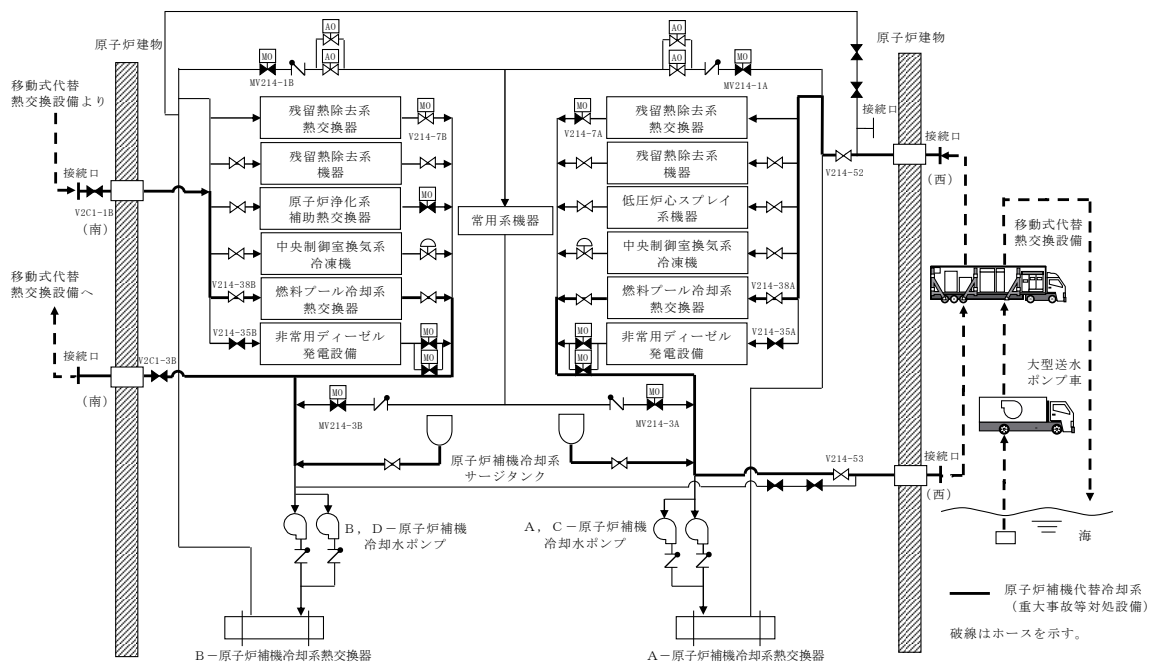 原子炉建物
移動式代替
熱交換設備より
接続口
V2C1-1B
(南)
移動式代替
熱交換設備へ
接続口
V2C1-3B
(南)
AO
AO
MO
MV214-1B
残留熱除去系
熱交換器
MO
V214-7B
残留熱除去系
機器
原子炉浄化系
補助熱交換器
MO
中央制御室換気系
冷凍機
V214-38B
燃料プール冷却系
熱交換器
V214-35B
非常用ディーゼル
発電設備
MO
MO
MO
MV214-3B
常用系機器
AO
AO
MO
MV214-1A
MO
V214-7A
残留熱除去系
熱交換器
残留熱除去系
機器
低圧炉心スプレイ
系機器
中央制御室換気系
冷凍機
燃料プール冷却系
熱交換器
V214-38A
MO
MO
非常用ディーゼル
発電設備
V214-35A
MO
MV214-3A
原子炉補機冷却系
サージタンク
B,D-原子炉補機
冷却水ポンプ
A,C-原子炉補機
冷却水ポンプ
B-原子炉補機冷却系熱交換器
A-原子炉補機冷却系熱交換器
原子炉建物
接続口
V214-52
接続口
(西)
V214-53
接続口
(西)
移動式代替
熱交換設備
大型送水
ポンプ車
海
原子炉補機代替冷却系
(重大事故等対処設備)
破線はホースを示す。